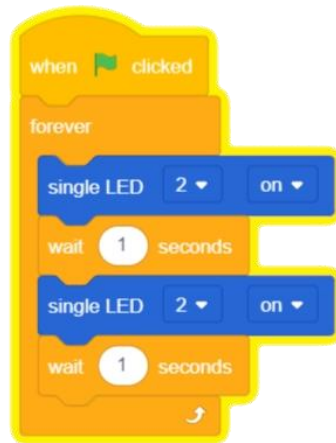 when clicked
forever
single LED 2 on
wait 1 seconds
single LED 2 on
wait 1 seconds